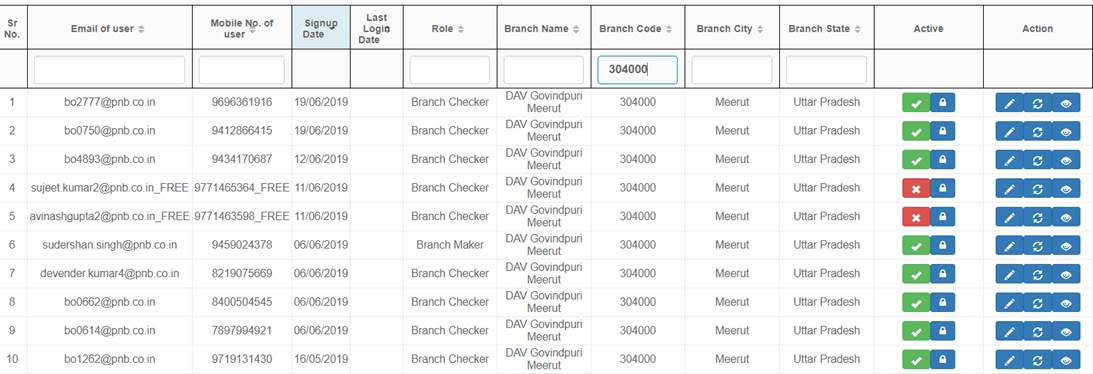 Sr No. Email of user Mobile No. of user Signup Date Last Login Date Role Branch Name Branch Code Branch City Branch State Active Action
304000
1 bo2777@pnb.co.in 9696361916 19/06/2019 Branch Checker DAV Govindpuri Meerut 304000 Meerut Uttar Pradesh
2 bo0750@pnb.co.in 9412866415 19/06/2019 Branch Checker DAV Govindpuri Meerut 304000 Meerut Uttar Pradesh
3 bo4893@pnb.co.in 9434170687 12/06/2019 Branch Checker DAV Govindpuri Meerut 304000 Meerut Uttar Pradesh
4 sujeet.kumar2@pnb.co.in_FREE 9771465364_FREE 11/06/2019 Branch Checker DAV Govindpuri Meerut 304000 Meerut Uttar Pradesh
5 avinashgupta2@pnb.co.in_FREE 9771463598_FREE 11/06/2019 Branch Checker DAV Govindpuri Meerut 304000 Meerut Uttar Pradesh
6 sudershan.singh@pnb.co.in 9459024378 06/06/2019 Branch Maker DAV Govindpuri Meerut 304000 Meerut Uttar Pradesh
7 devender.kumar4@pnb.co.in 8219075669 06/06/2019 Branch Checker DAV Govindpuri Meerut 304000 Meerut Uttar Pradesh
8 bo0662@pnb.co.in 8400504545 06/06/2019 Branch Checker DAV Govindpuri Meerut 304000 Meerut Uttar Pradesh
9 bo0614@pnb.co.in 7897994921 06/06/2019 Branch Checker DAV Govindpuri Meerut 304000 Meerut Uttar Pradesh
10 bo1262@pnb.co.in 9719131430 16/05/2019 Branch Checker DAV Govindpuri Meerut 304000 Meerut Uttar Pradesh